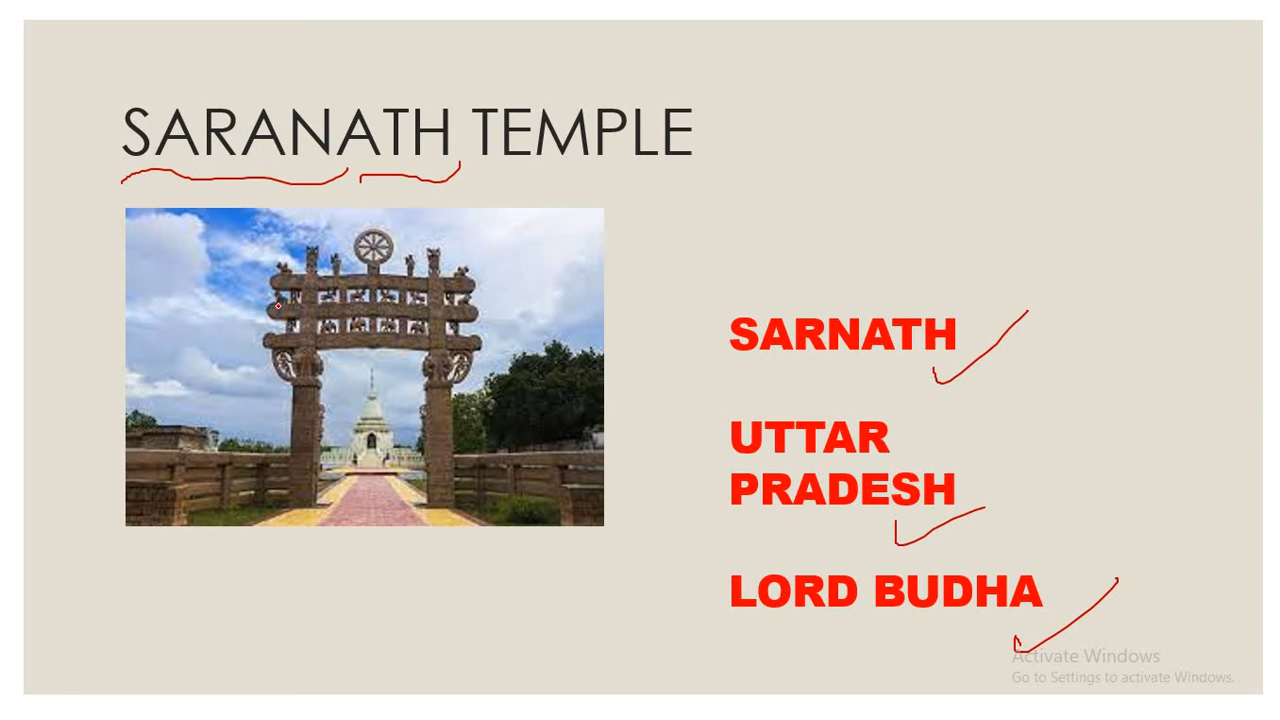 SARANATH TEMPLE
SARNATH
UTTAR
PRADESH
LORD BUDHA
Activate Windows
Go to Settings to activate Windows.